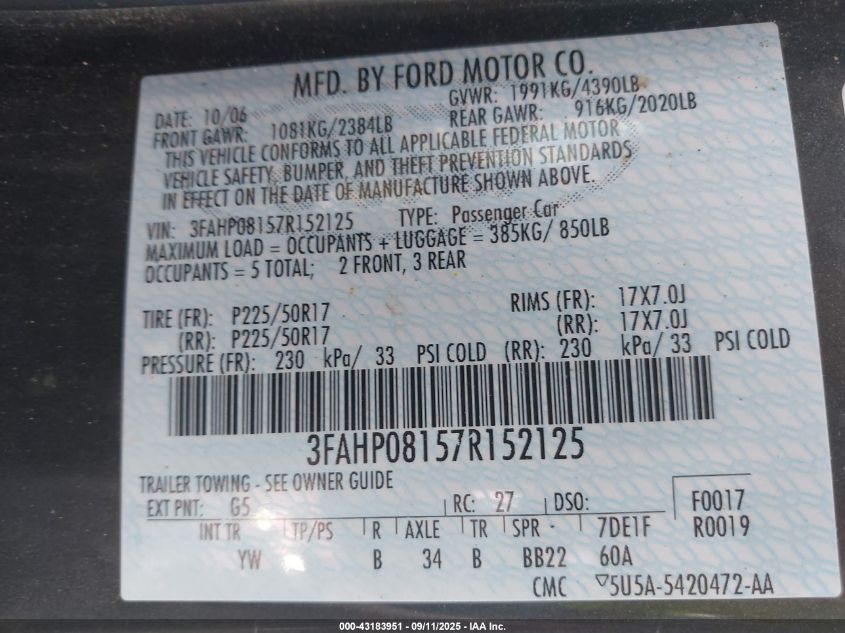 MFD. BY FORD MOTOR CO.
DATE: 10/06 GVWR: 1991KG/4390LB
FRONT GAWR: 1081KG/2384LB REAR GAWR: 916KG/2020LB
THIS VEHICLE CONFORMS TO ALL APPLICABLE FEDERAL MOTOR
VEHICLE SAFETY, BUMPER, AND THEFT PREVENTION STANDARDS
IN EFFECT ON THE DATE OF MANUFACTURE SHOWN ABOVE.
VIN: 3FAHP08157R152125 TYPE: Passenger Car
MAXIMUM LOAD = OCCUPANTS + LUGGAGE = 385KG/ 850LB
OCCUPANTS = 5 TOTAL; 2 FRONT, 3 REAR
TIRE (FR): P225/50R17 RIMS (FR): 17X7.0J
(RR): P225/50R17 (RR): 17X7.0J
PRESSURE (FR): 230 kPa/ 33 PSI COLD (RR): 230 kPa/ 33 PSI COLD
3FAHP08157R152125
TRAILER TOWING - SEE OWNER GUIDE
EXT PNT: G5 RC: 27 DSO: F0017
INT TR TP/PS R AXLE TR SPR - 7DE1F R0019
YW B 34 B BB22 60A
CMC ▽5U5A-5420472-AA
000-43183951 - 09/11/2025 - IAA Inc.